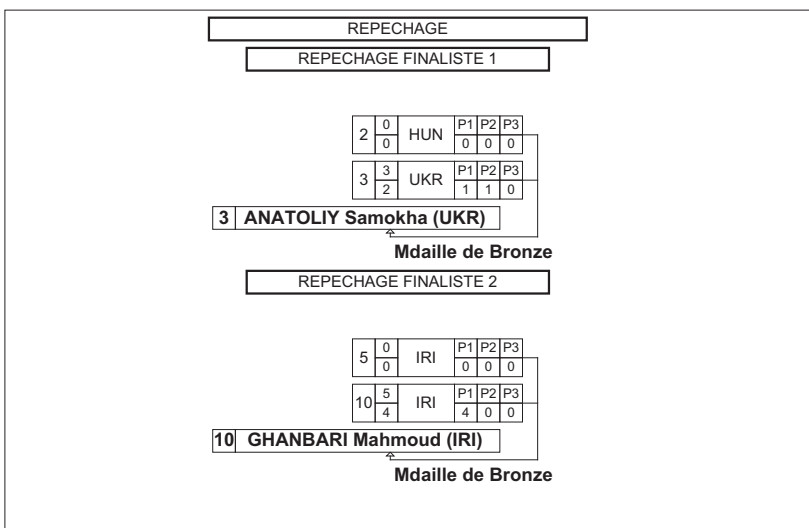 REPECHAGE
REPECHAGE FINALISTE 1
2 0 HUN P1 P2 P3
0 0 0 0
3 3 UKR P1 P2 P3
2 1 1 0
3 ANATOLIY Samokha (UKR)
Mdaille de Bronze
REPECHAGE FINALISTE 2
5 0 IRI P1 P2 P3
0 0 0 0
10 5 IRI P1 P2 P3
4 4 0 0
10 GHANBARI Mahmoud (IRI)
Mdaille de Bronze